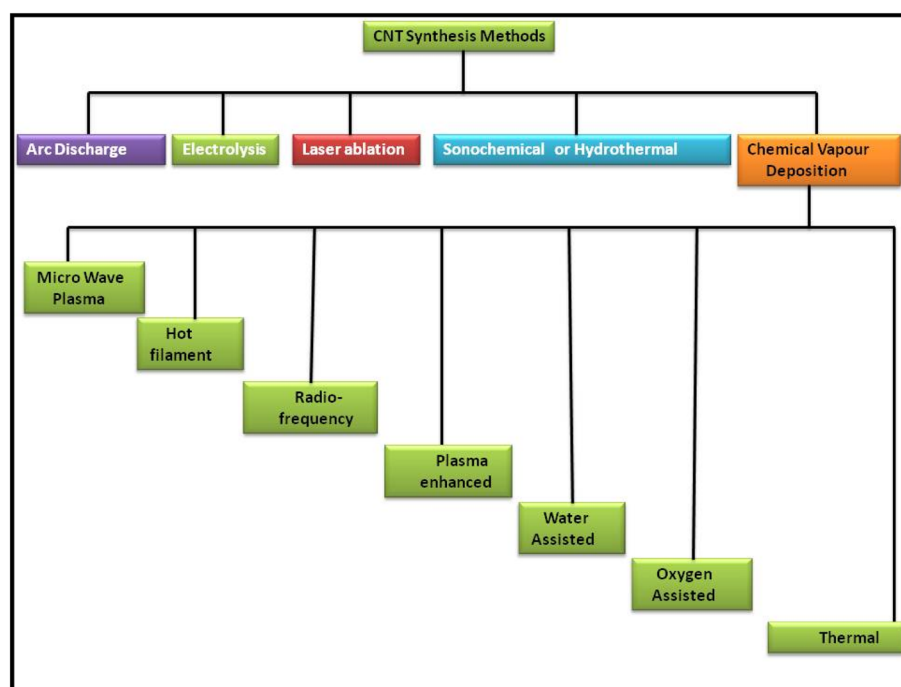 CNT Synthesis Methods
Arc Discharge
Electrolysis
Laser ablation
Sonochemical or Hydrothermal
Chemical Vapour
Deposition
Micro Wave
Plasma
Hot
filament
Radio-
frequency
Plasma
enhanced
Water
Assisted
Oxygen
Assisted
Thermal